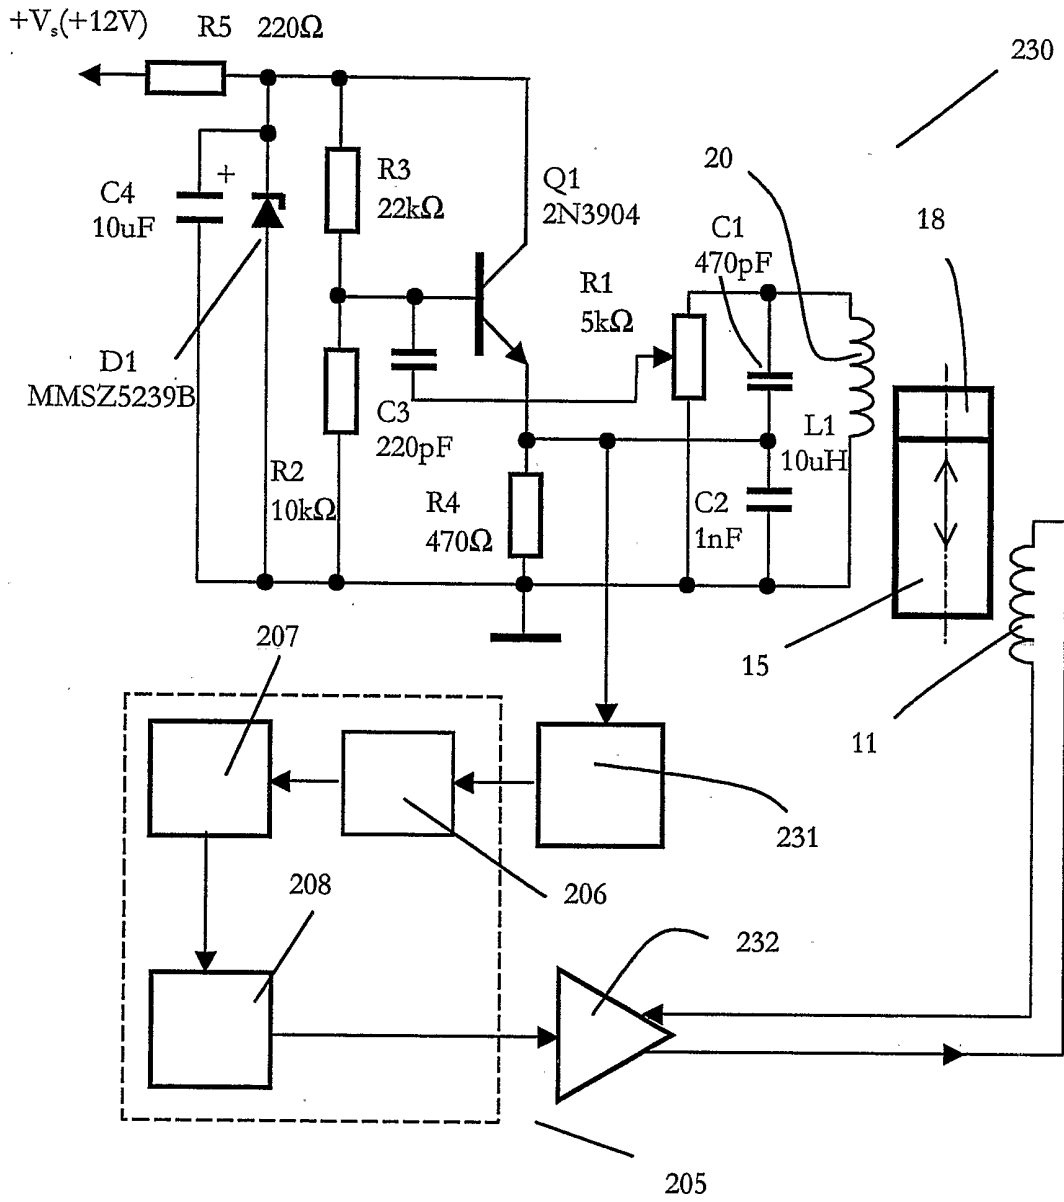 +Vs(+12V)
R5 220Ω
230
20
C4
10uF
+
R3
22kΩ
Q1
2N3904
C1
470pF
18
R1
5kΩ
D1
MMSZ5239B
C3
220pF
L1
10uH
R2
10kΩ
R4
470Ω
C2
1nF
207
15
11
231
208
206
232
205